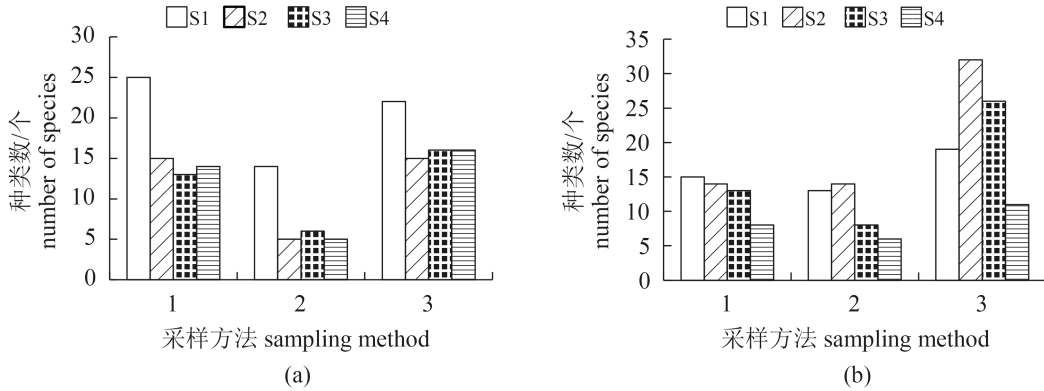 S1 S2 S3 S4
30
25
20
15
10
5
0
种类数/个
number of species
1 2 3
采样方法 sampling method
(a)
S1 S2 S3 S4
35
30
25
20
15
10
5
0
种类数/个
number of species
1 2 3
采样方法 sampling method
(b)